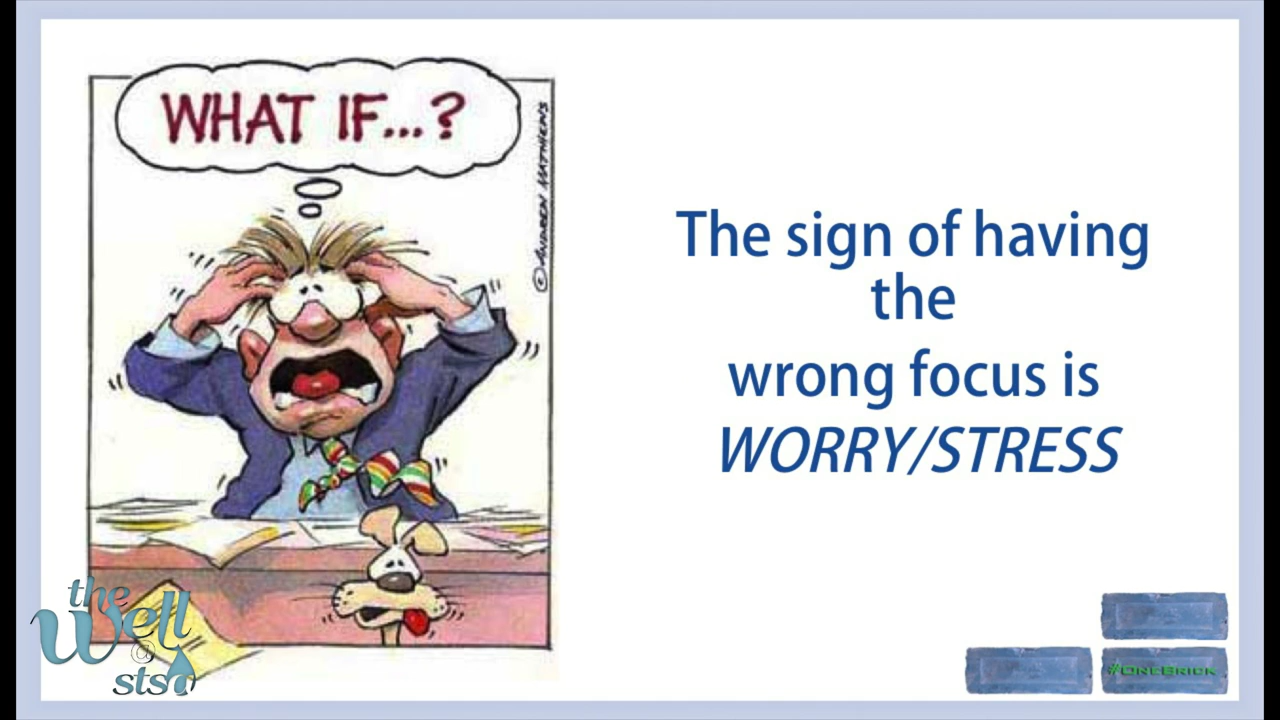 WHAT IF...?
© ANDREW MATTHEWS
The sign of having
the
wrong focus is
WORRY/STRESS
the
Well
@
stsa
#OneBrick